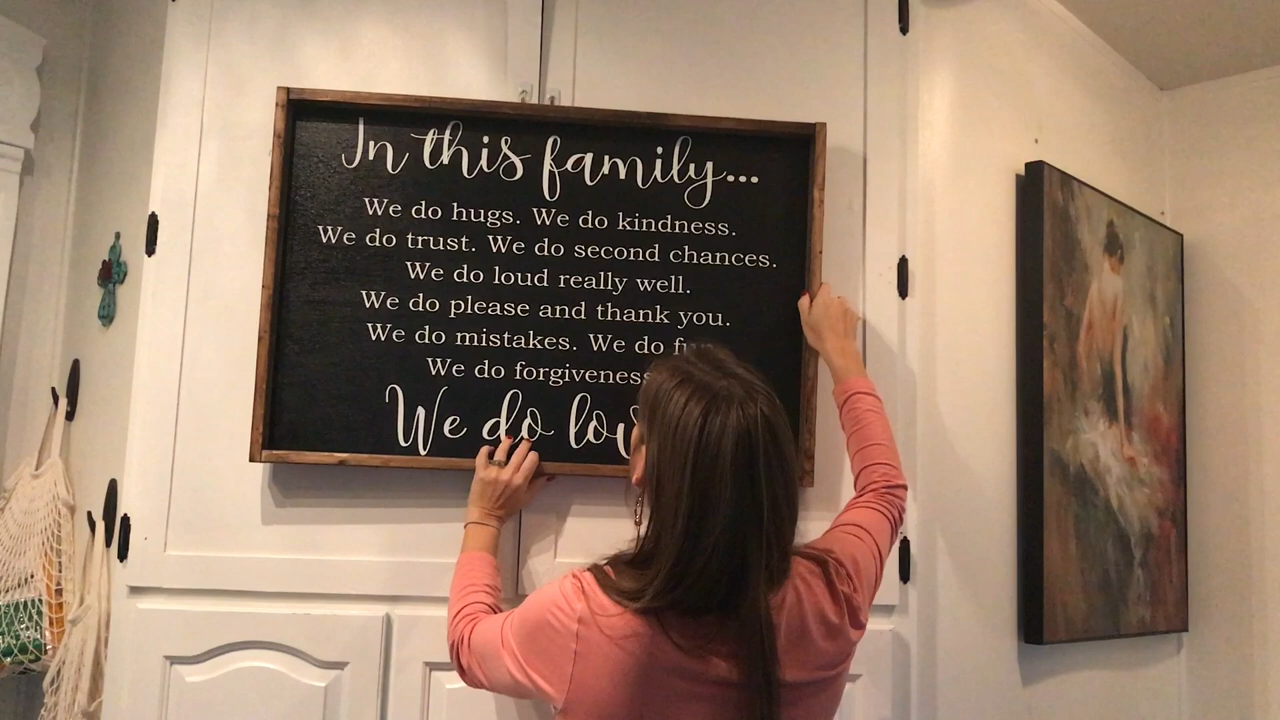 In this family...
We do hugs. We do kindness.
We do trust. We do second chances.
We do loud really well.
We do please and thank you.
We do mistakes. We do
We do forgiveness
We do